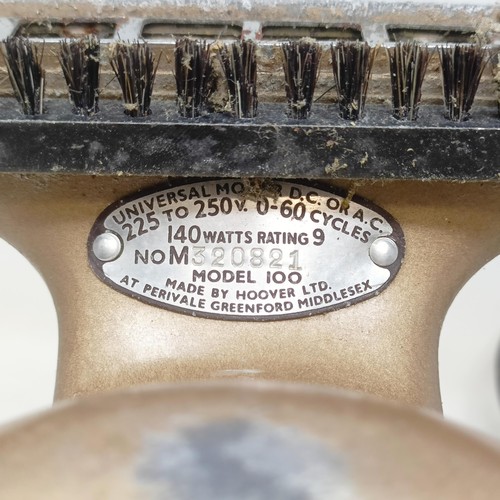 UNIVERSAL MOTOR D.C. OR A.C.
225 TO 250V. 0-60 CYCLES
140 WATTS RATING 9
NO M320821
MODEL 100
MADE BY HOOVER LTD.
AT PERIVALE GREENFORD MIDDLESEX